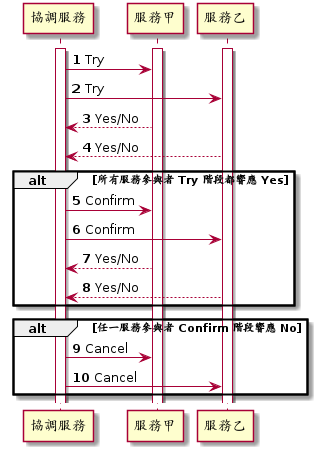 協調服務 服務甲 服務乙
1 Try
2 Try
3 Yes/No
4 Yes/No
alt [所有服務參與者 Try 階段都響應 Yes]
5 Confirm
6 Confirm
7 Yes/No
8 Yes/No
alt [任一服務參與者 Confirm 階段響應 No]
9 Cancel
10 Cancel
協調服務 服務甲 服務乙